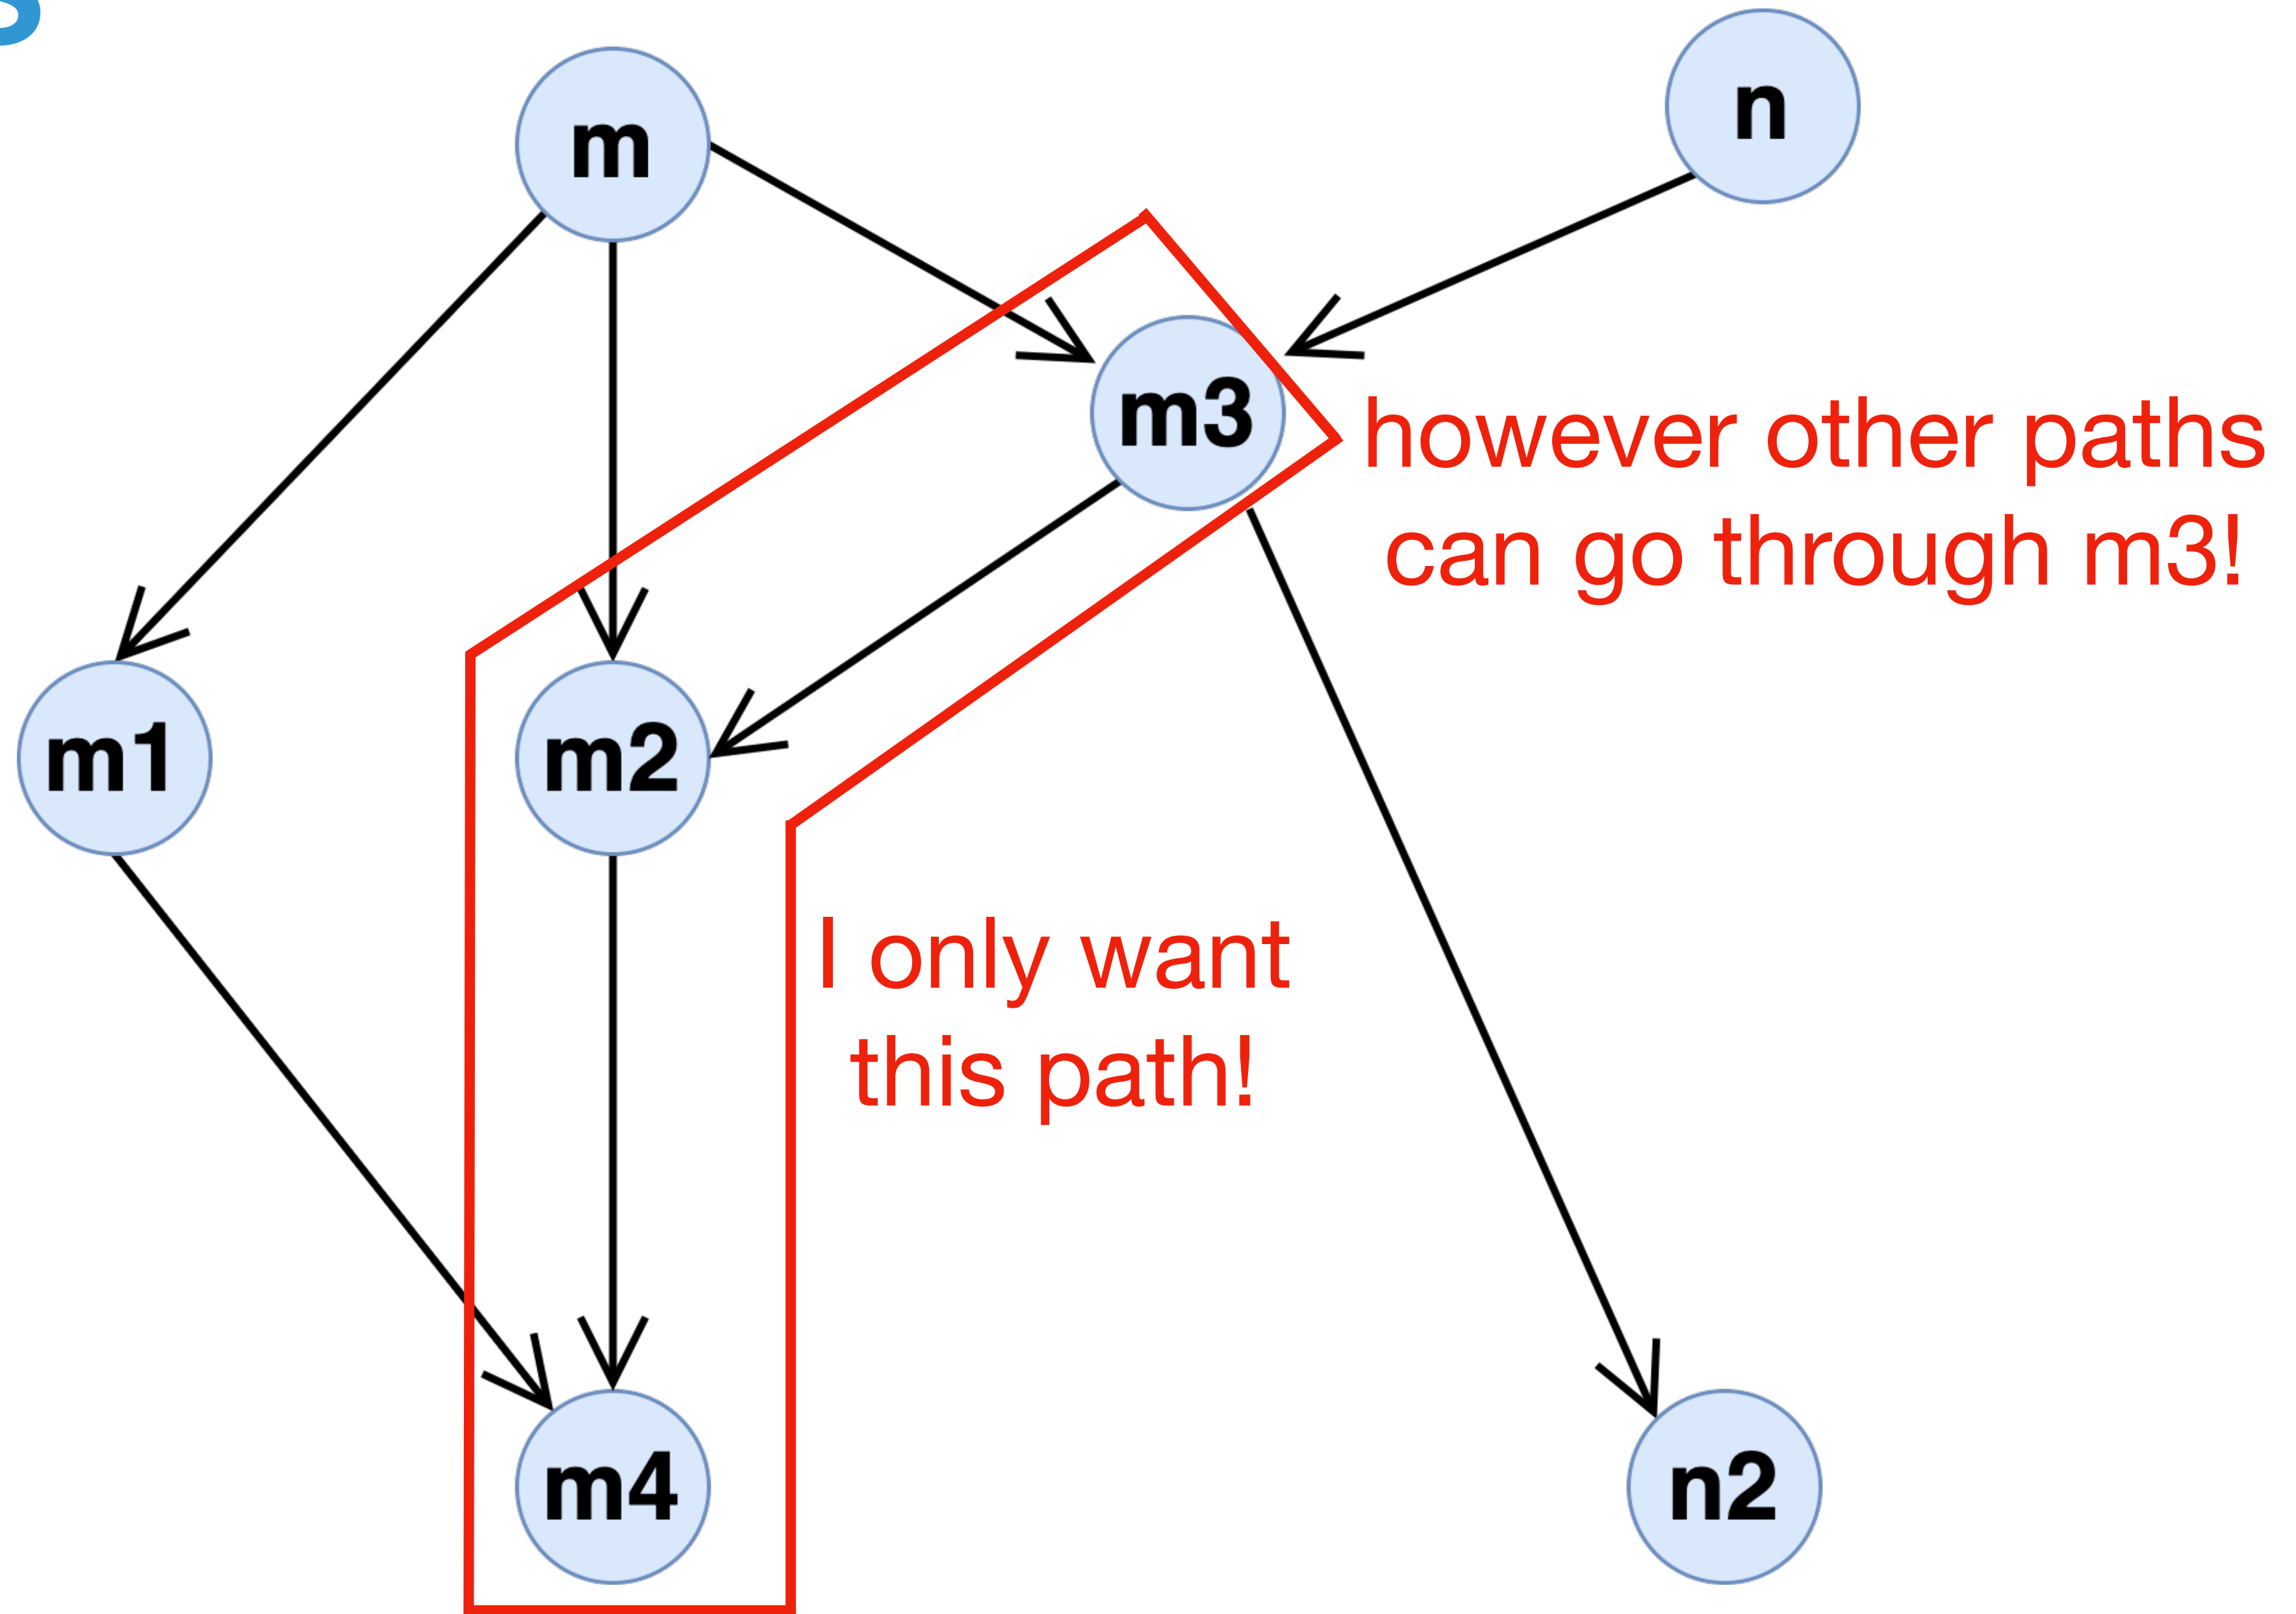 m
n
m3
however other paths
can go through m3!
m1
m2
I only want
this path!
m4
n2